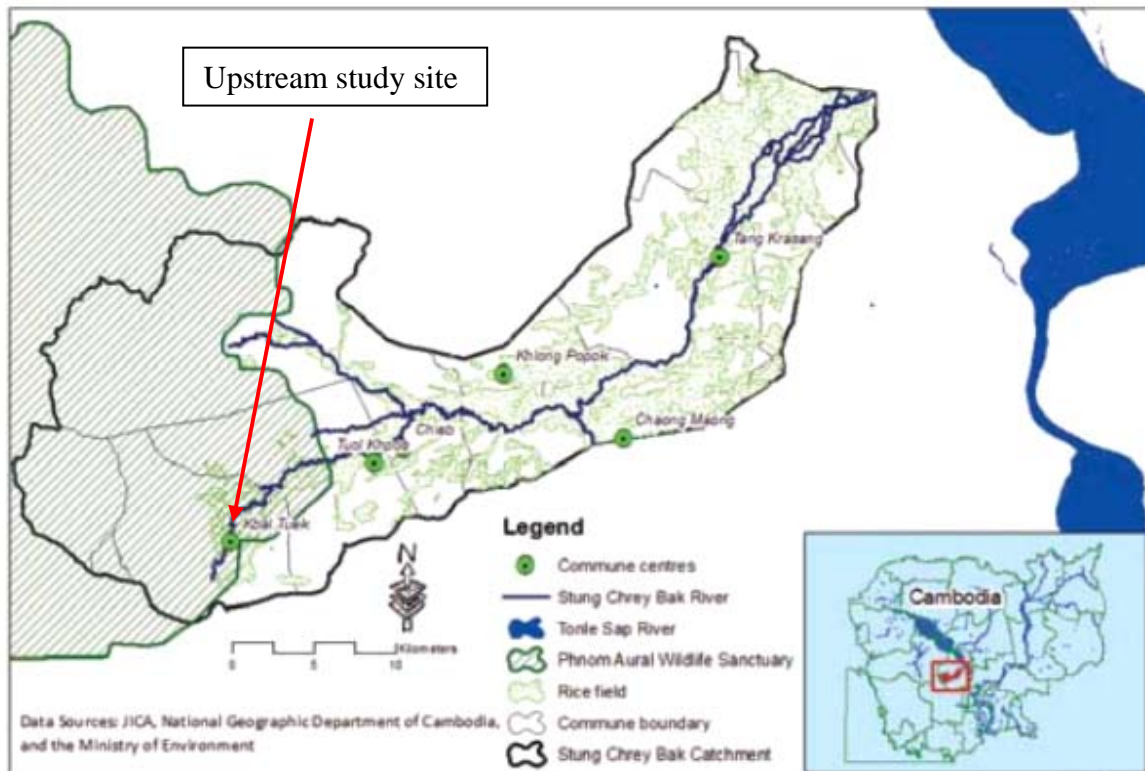 Upstream study site
Tang Krasang
Khlong Popok
Chaong Maong
Chieb
Tuol Khpos
Kbal Tuek
N
Kilometers
0 5 10
Legend
Commune centres
Stung Chrey Bak River
Tonle Sap River
Phnom Aural Wildlife Sanctuary
Rice field
Commune boundary
Stung Chrey Bak Catchment
Cambodia
Data Sources: JICA, National Geographic Department of Cambodia,
and the Ministry of Environment